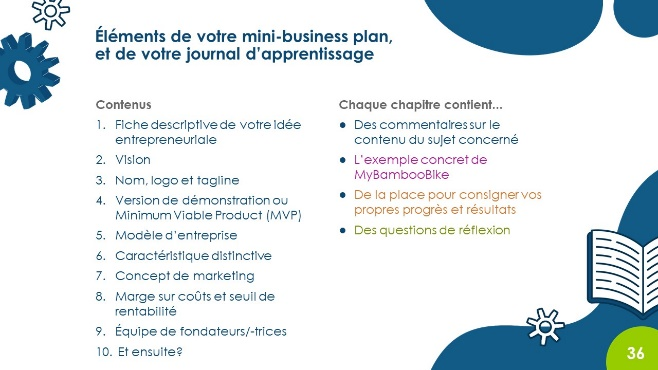 Éléments de votre mini-business plan,
et de votre journal d'apprentissage
Contenus
1. Fiche descriptive de votre idée
entrepreneuriale
2. Vision
3. Nom, logo et tagline
4. Version de démonstration ou
Minimum Viable Product (MVP)
5. Modèle d'entreprise
6. Caractéristique distinctive
7. Concept de marketing
8. Marge sur coûts et seuil de
rentabilité
9. Équipe de fondateurs/-trices
10. Et ensuite?
Chaque chapitre contient...
● Des commentaires sur le
contenu du sujet concerné
● L'exemple concret de
MyBambooBike
● De la place pour consigner vos
propres progrès et résultats
● Des questions de réflexion
36